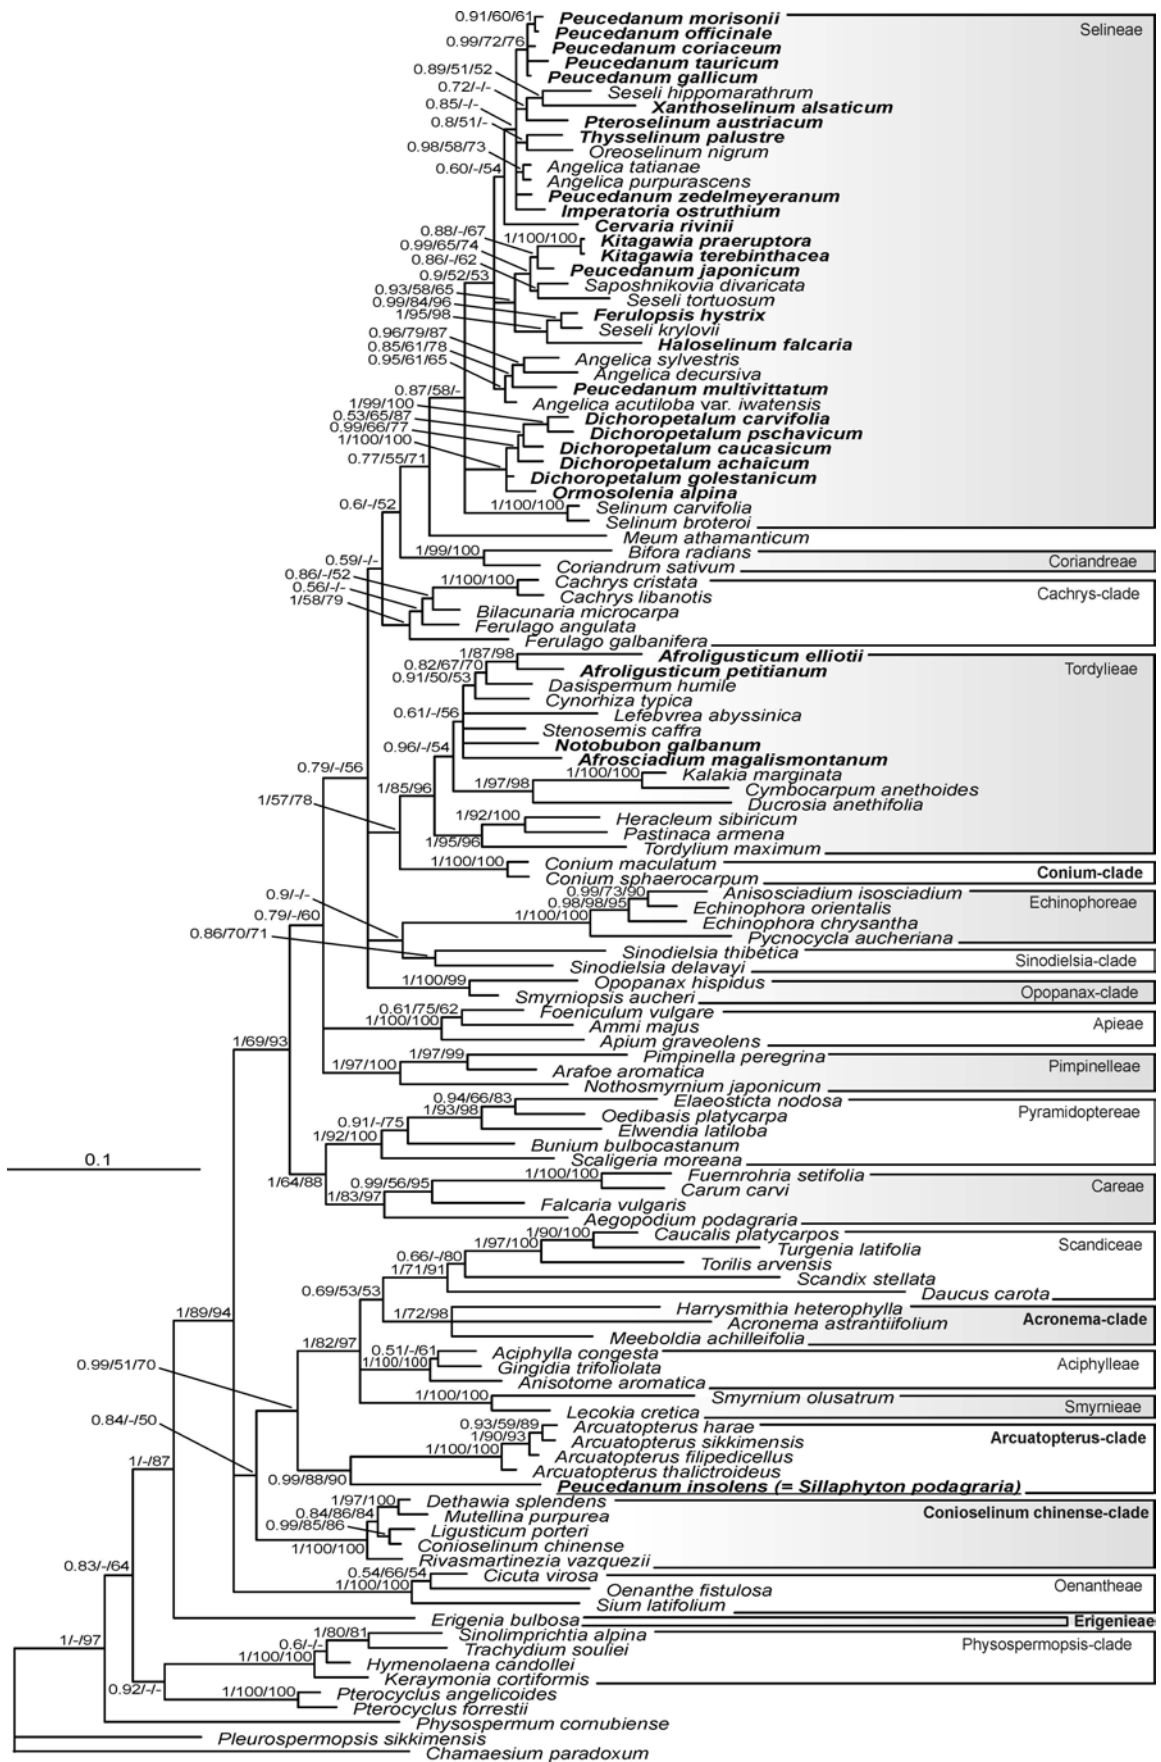 0.91/60/61 Peucedanum morisonii
Selineae
Peucedanum officinale
0.99/72/76 Peucedanum coriaceum
Peucedanum tauricum
0.89/51/52 Peucedanum gallicum
0.72/-/- Seseli hippomarathrum
0.85/-/- Xanthoselinum alsaticum
0.8/51/- Pteroselinum austriacum
Thysselinum palustre
0.98/58/73 Oreoselinum nigrum
0.60/-/54 Angelica tatianae
Angelica purpurascens
Peucedanum zedelmeyeranum
Imperatoria ostruthium
0.88/-/67 Cervaria rivinii
0.99/65/74 1/100/100 Kitagawia praeruptora
0.86/-/62 Kitagawia terebinthacea
0.9/52/53 Peucedanum japonicum
0.93/58/65 Saposhnikovia divaricata
0.99/84/96 Seseli tortuosum
1/95/98 Ferulopsis hystrix
0.96/79/87 Seseli krylovii
0.85/61/78 Haloselinum falcaria
0.95/61/65 Angelica sylvestris
Angelica decursiva
0.87/58/- Peucedanum multivittatum
1/99/100 Angelica acutiloba var. iwatensis
0.53/65/87 Dichoropetalum carvifolia
0.99/66/77 Dichoropetalum pschavicum
1/100/100 Dichoropetalum caucasicum
0.77/55/71 Dichoropetalum achaicum
Dichoropetalum golestanicum
Ormosolenia alpina
0.6/-/52 1/100/100 Selinum carvifolia
Selinum broteroi
Meum athamanticum
1/99/100 Bifora radians
0.59/-/- Coriandrum sativum
Coriandreae
0.86/-/52 1/100/100 Cachrys cristata
0.56/-/- Cachrys libanotis
Cachrys-clade
1/58/79 Bilacunaria microcarpa
Ferulago angulata
Ferulago galbanifera
1/87/98 Afroligusticum elliotii
0.82/67/70 Afroligusticum petitianum
Tordylieae
0.91/50/53 Dasispermum humile
Cynorhiza typica
0.61/-/56 Lefebvrea abyssinica
Stenosemis caffra
0.96/-/54 Notobubon galbanum
Afrosciadium magalismontanum
0.79/-/56 1/100/100 Kalakia marginata
1/85/96 1/97/98 Cymbocarpum anethoides
1/57/78 Ducrosia anethifolia
1/92/100 Heracleum sibiricum
Pastinaca armena
1/95/96 Tordylium maximum
1/100/100 Conium maculatum
Conium sphaerocarpum
Conium-clade
0.9/-/- 0.99/73/90 Anisosciadium isosciadium
0.79/-/60 0.98/98/95 Echinophora orientalis
Echinophoreae
0.86/70/71 1/100/100 Echinophora chrysantha
Pycnocycla aucheriana
Sinodielsia thibetica
Sinodielsia delavayi
Sinodielsia-clade
1/100/99 Opopanax hispidus
Smyrniopsis aucheri
Opopanax-clade
0.61/75/62 Foeniculum vulgare
1/100/100 Ammi majus
Apieae
Apium graveolens
1/69/93 1/97/99 Pimpinella peregrina
1/97/100 Arafoe aromatica
Pimpinelleae
Nothosmyrnium japonicum
0.94/66/83 Elaeosticta nodosa
1/93/98 Oedibasis platycarpa
Pyramidoptereae
0.91/-/75 Elwendia latiloba
1/92/100 Bunium bulbocastanum
0.1 Scaligeria moreana
1/64/88 1/100/100 Fuernrohria setifolia
0.99/56/95 Carum carvi
Careae
1/83/97 Falcaria vulgaris
Aegopodium podagraria
1/90/100 Caucalis platycarpos
1/97/100 Turgenia latifolia
Scandiceae
0.66/-/80 Torilis arvensis
1/71/91 Scandix stellata
0.69/53/53 Daucus carota
1/89/94 1/72/98 Harrysmithia heterophylla
Acronema astrantiifolium
Acronema-clade
1/82/97 Meeboldia achilleifolia
0.99/51/70 0.51/-/61 Aciphylla congesta
1/100/100 Gingidia trifoliolata
Aciphylleae
Anisotome aromatica
1/100/100 Smyrnium olusatrum
Lecokia cretica
Smyrnieae
0.84/-/50 0.93/59/89 Arcuatopterus harae
1/90/93 Arcuatopterus sikkimensis
Arcuatopterus-clade
1/100/100 Arcuatopterus filipedicellus
1/-/87 Arcuatopterus thalictroideus
0.99/88/90 Peucedanum insolens (= Sillaphyton podagraria)
1/97/100 Dethawia splendens
0.84/86/84 Mutellina purpurea
Conioselinum chinense-clade
0.99/85/86 Ligusticum porteri
1/100/100 Conioselinum chinense
Rivasmartinezia vazquezii
0.83/-/64 0.54/66/54 Cicuta virosa
1/100/100 Oenanthe fistulosa
Oenantheae
Sium latifolium
Erigenia bulbosa
Erigenieae
1/-/97 1/80/81 Sinolimprichtia alpina
0.6/-/- Trachydium souliei
Physospermopsis-clade
1/100/100 Hymenolaena candollei
0.92/-/- Keraymonia cortiformis
1/100/100 Pterocyclus angelicoides
Pterocyclus forrestii
Physospermum cornubiense
Pleurospermopsis sikkimensis
Chamaesium paradoxum